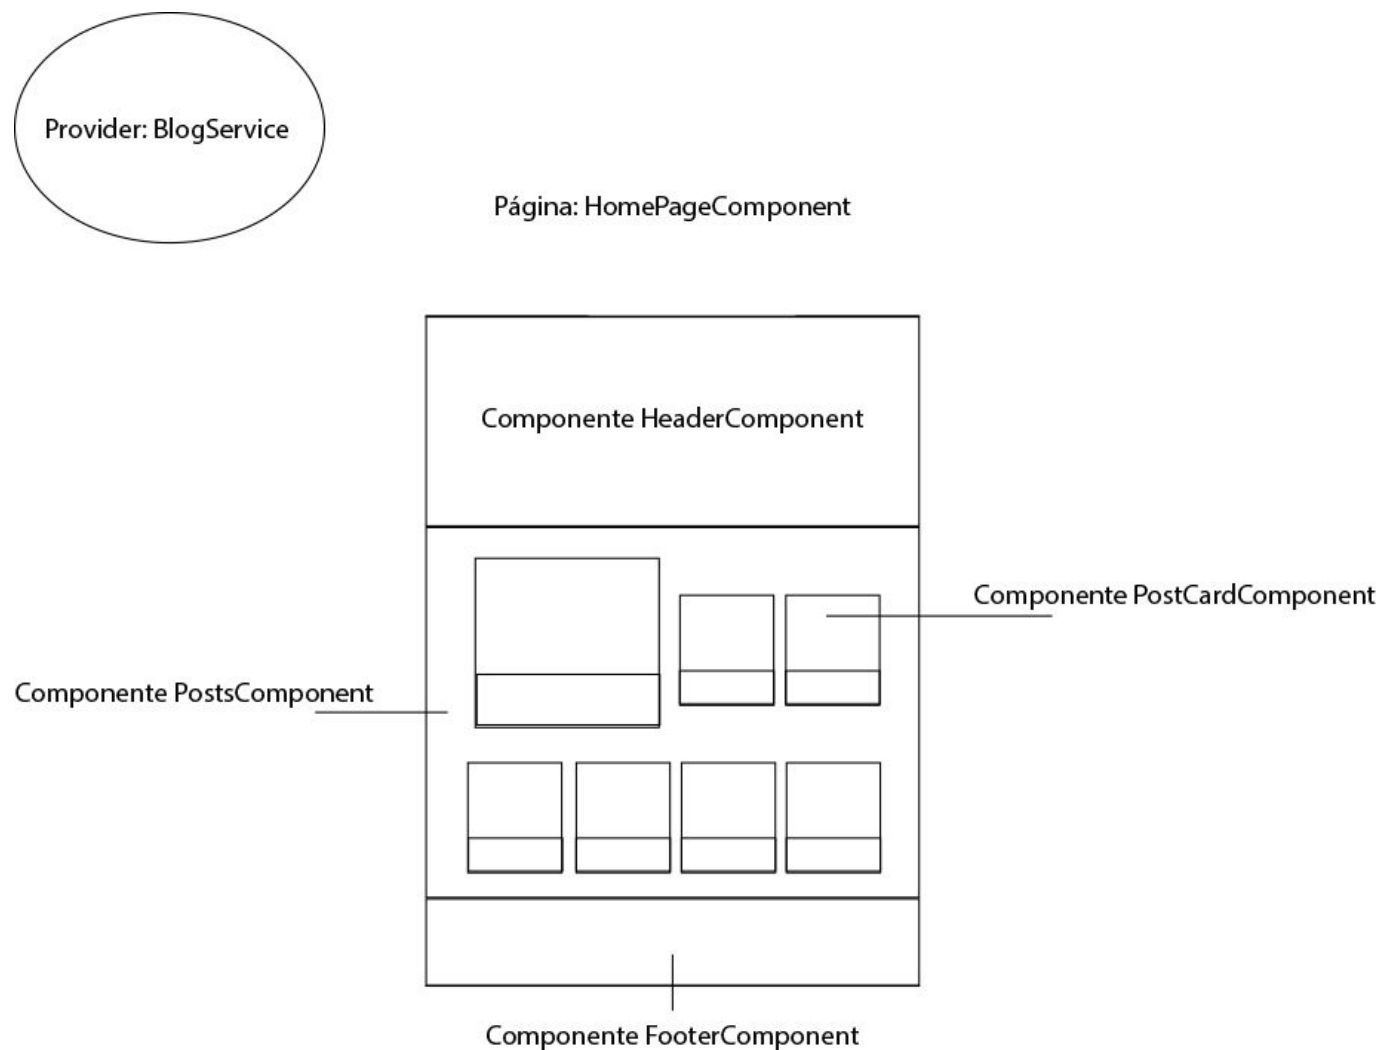 Provider: BlogService
Página: HomePageComponent
Componente HeaderComponent
Componente PostCardComponent
Componente PostsComponent
Componente FooterComponent